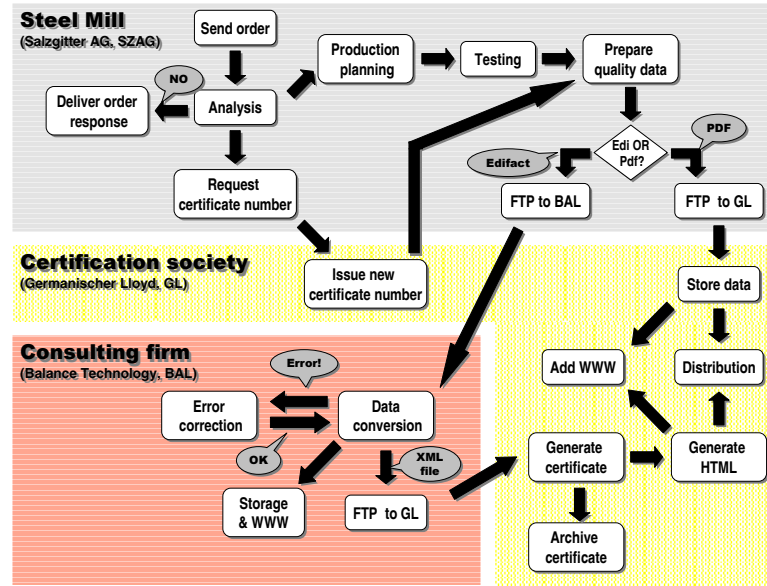 Steel Mill
(Salzgitter AG, SZAG)
Send order
Production
planning
Testing
Prepare
quality data
NO
Deliver order
response
Analysis
Edi OR
Pdf?
PDF
Edifact
Request
certificate number
FTP to BAL
FTP to GL
Certification society
(Germanischer Lloyd, GL)
Issue new
certificate number
Store data
Consulting firm
(Balance Technology, BAL)
Error!
Add WWW
Distribution
Error
correction
Data
conversion
OK
XML
file
Generate
certificate
Generate
HTML
Storage
& WWW
FTP to GL
Archive
certificate